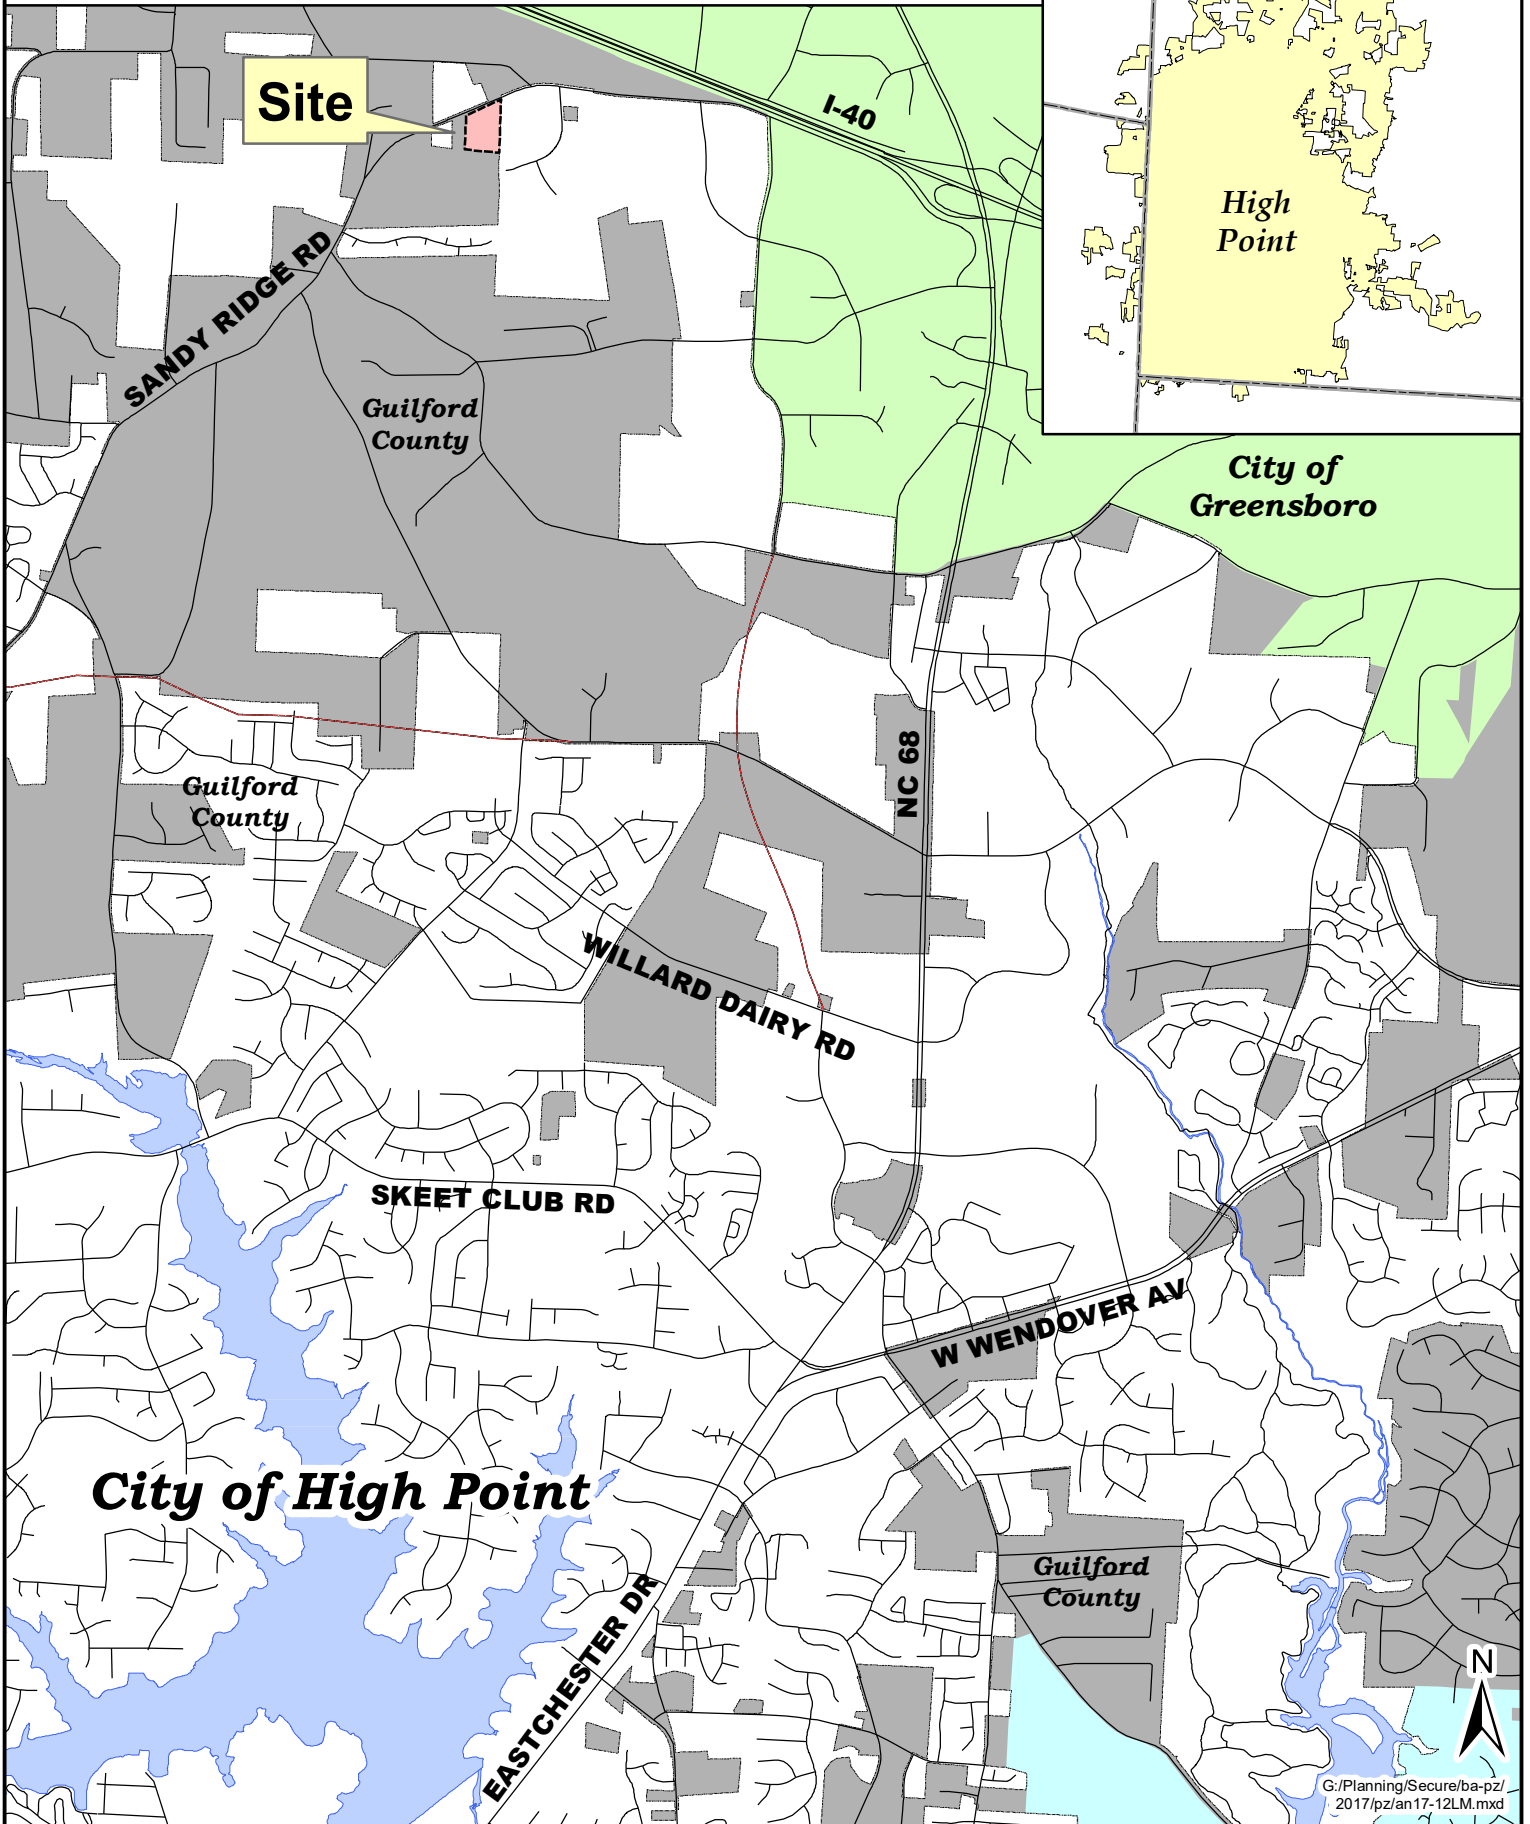 Site
I-40
High
Point
SANDY RIDGE RD
Guilford
County
City of
Greensboro
NC 68
Guilford
County
WILLARD DAIRY RD
SKEET CLUB RD
W WENDOVER AV
City of High Point
Guilford
County
EASTCHESTER DR
N
G:/Planning/Secure/ba-pz/
2017/pz/an17-12LM.mxd